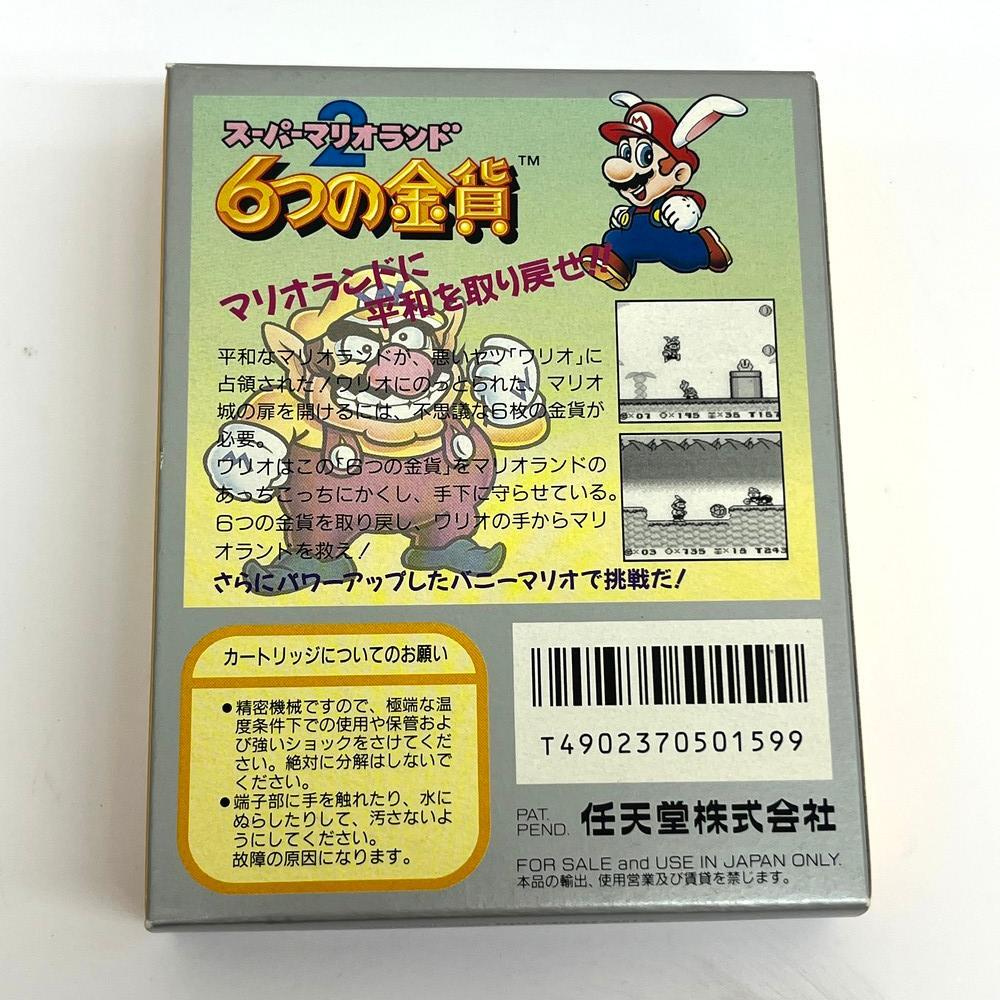 スーパーマリオランド2
6つの金貨™
マリオランドに
平和を取り戻せ!!
平和なマリオランドが、悪いヤツ「ワリオ」に
占領された!ワリオにのっとられた、マリオ
城の扉を開けるには、不思議な6枚の金貨が
必要。
ワリオはこの「6つの金貨」をマリオランドの
あっちこっちにかくし、手下に守らせている。
6つの金貨を取り戻し、ワリオの手からマリ
オランドを救え!
さらにパワーアップしたバニーマリオで挑戦だ!
カートリッジについてのお願い
●精密機械ですので、極端な温
度条件下での使用や保管およ
び強いショックをさけてくだ
さい。絶対に分解はしないで
ください。
●端子部に手を触れたり、水に
ぬらしたりして、汚さないよ
うにしてください。
故障の原因になります。
T4902370501599
PAT.
PEND.
任天堂株式会社
FOR SALE and USE IN JAPAN ONLY.
本品の輸出、使用営業及び賃貸を禁じます。